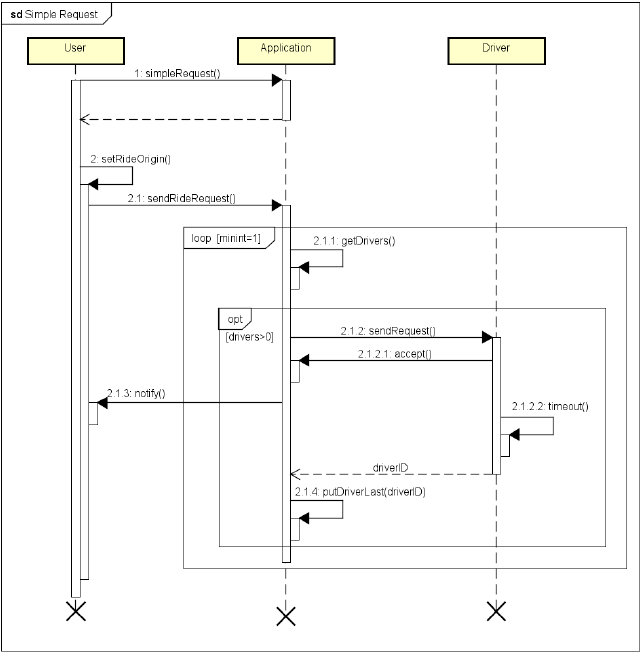 sd Simple Request
User
Application
Driver
1: simpleRequest()
2: setRideOrigin()
2.1: sendRideRequest()
loop [minint=1]
2.1.1: getDrivers()
opt
[drivers>0]
2.1.2: sendRequest()
2.1.2.1: accept()
2.1.3: notify()
2.1.2.2: timeout()
driverID
2.1.4: putDriverLast(driverID)